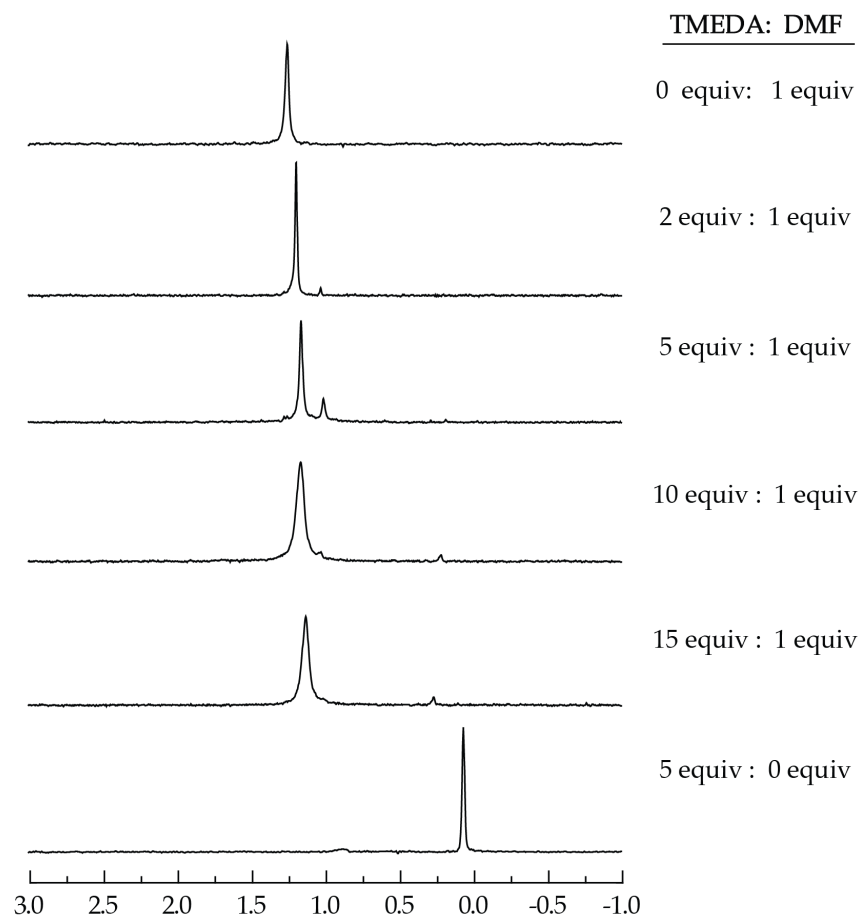 TMEDA: DMF
0 equiv: 1 equiv
2 equiv : 1 equiv
5 equiv : 1 equiv
10 equiv : 1 equiv
15 equiv : 1 equiv
5 equiv : 0 equiv
3.0 2.5 2.0 1.5 1.0 0.5 0.0 -0.5 -1.0